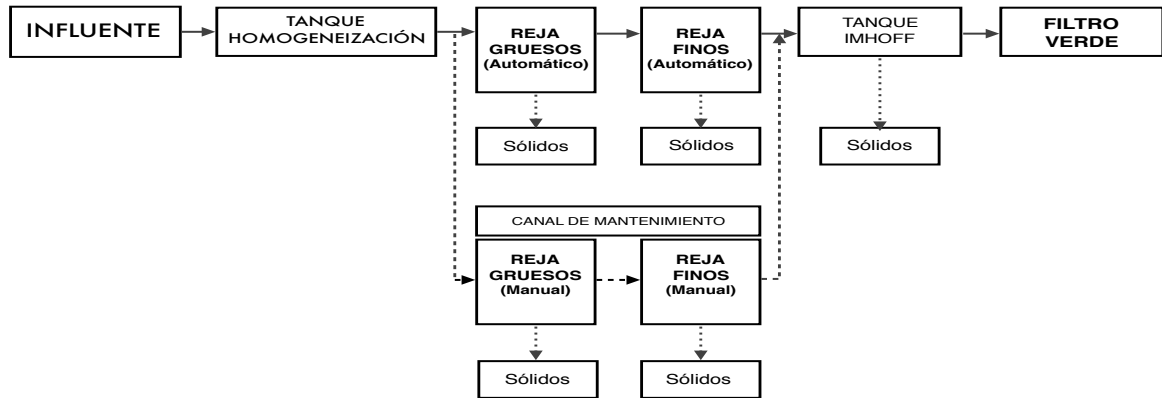 INFLUENTE
TANQUE
HOMOGENEIZACIÓN
REJA
GRUESOS
(Automático)
REJA
FINOS
(Automático)
TANQUE
IMHOFF
FILTRO
VERDE
Sólidos
Sólidos
Sólidos
CANAL DE MANTENIMIENTO
REJA
GRUESOS
(Manual)
REJA
FINOS
(Manual)
Sólidos
Sólidos